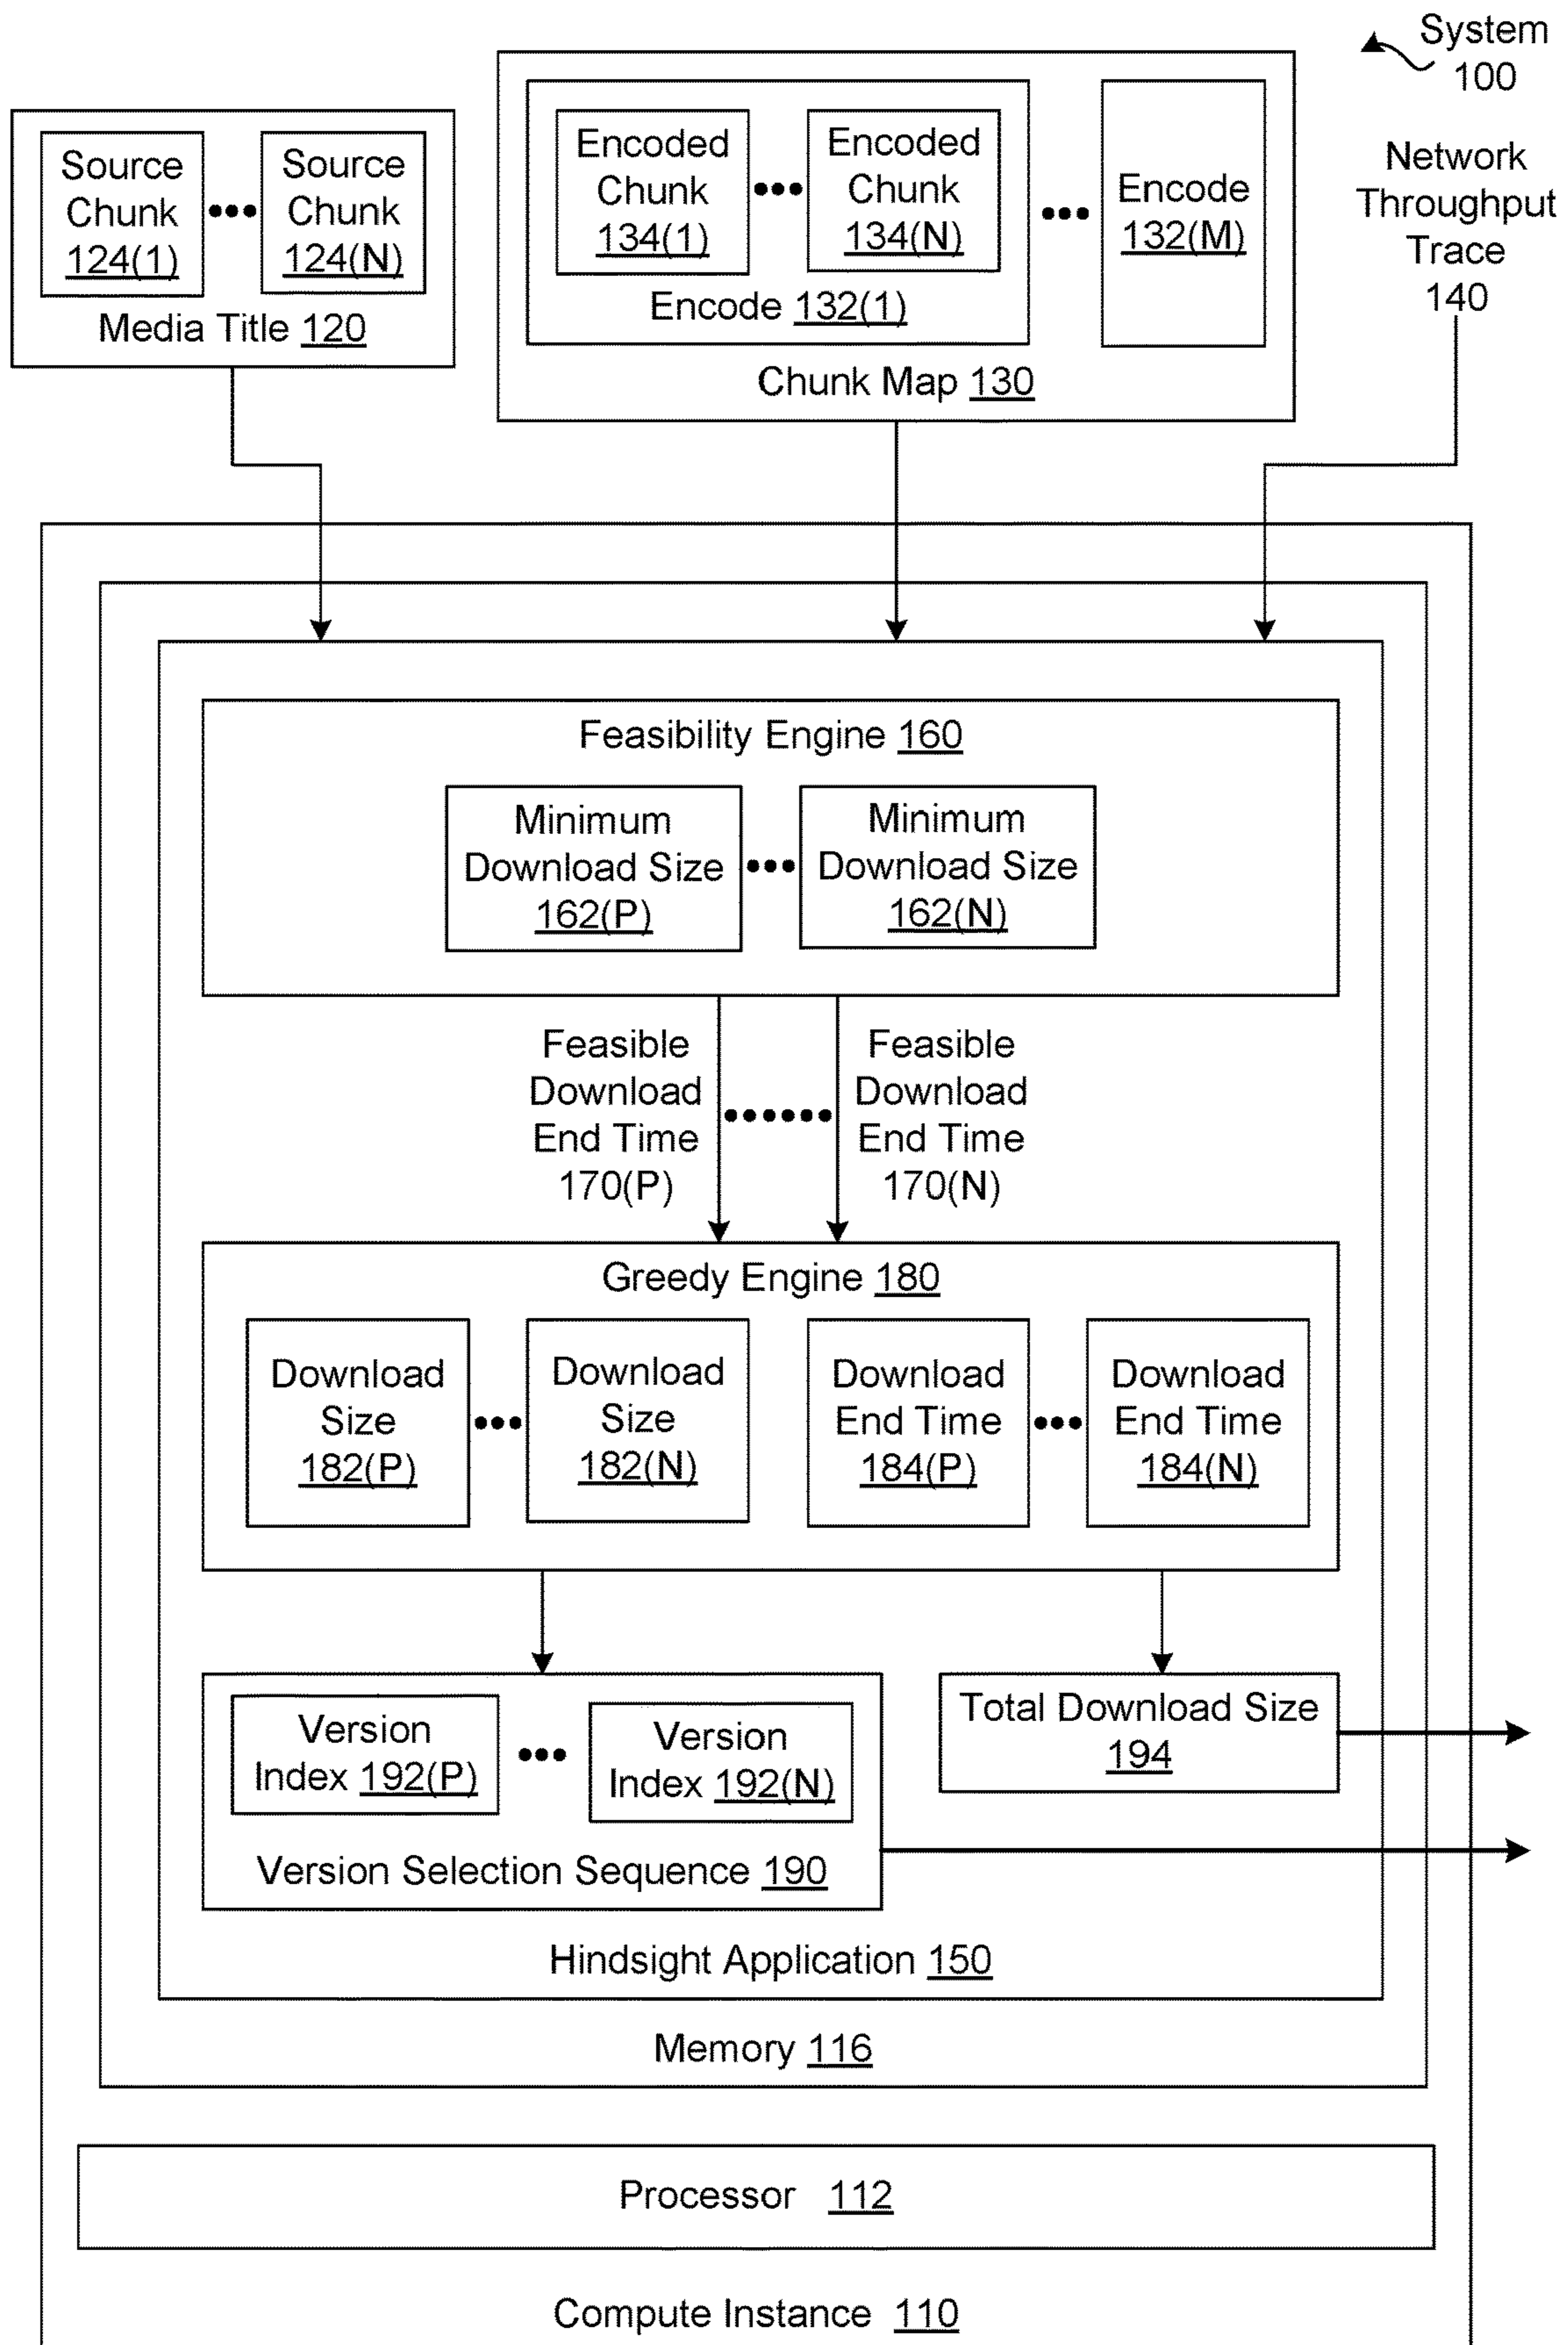 System
100
Source
Chunk
124(1)
Source
Chunk
124(N)
Media Title 120
Encoded
Chunk
134(1)
Encoded
Chunk
134(N)
Encode 132(1)
Encode
132(M)
Chunk Map 130
Network
Throughput
Trace
140
Feasibility Engine 160
Minimum
Download Size
162(P)
Minimum
Download Size
162(N)
Feasible
Download
End Time
170(P)
Feasible
Download
End Time
170(N)
Greedy Engine 180
Download
Size
182(P)
Download
Size
182(N)
Download
End Time
184(P)
Download
End Time
184(N)
Version
Index 192(P)
Version
Index 192(N)
Version Selection Sequence 190
Total Download Size
194
Hindsight Application 150
Memory 116
Processor 112
Compute Instance 110